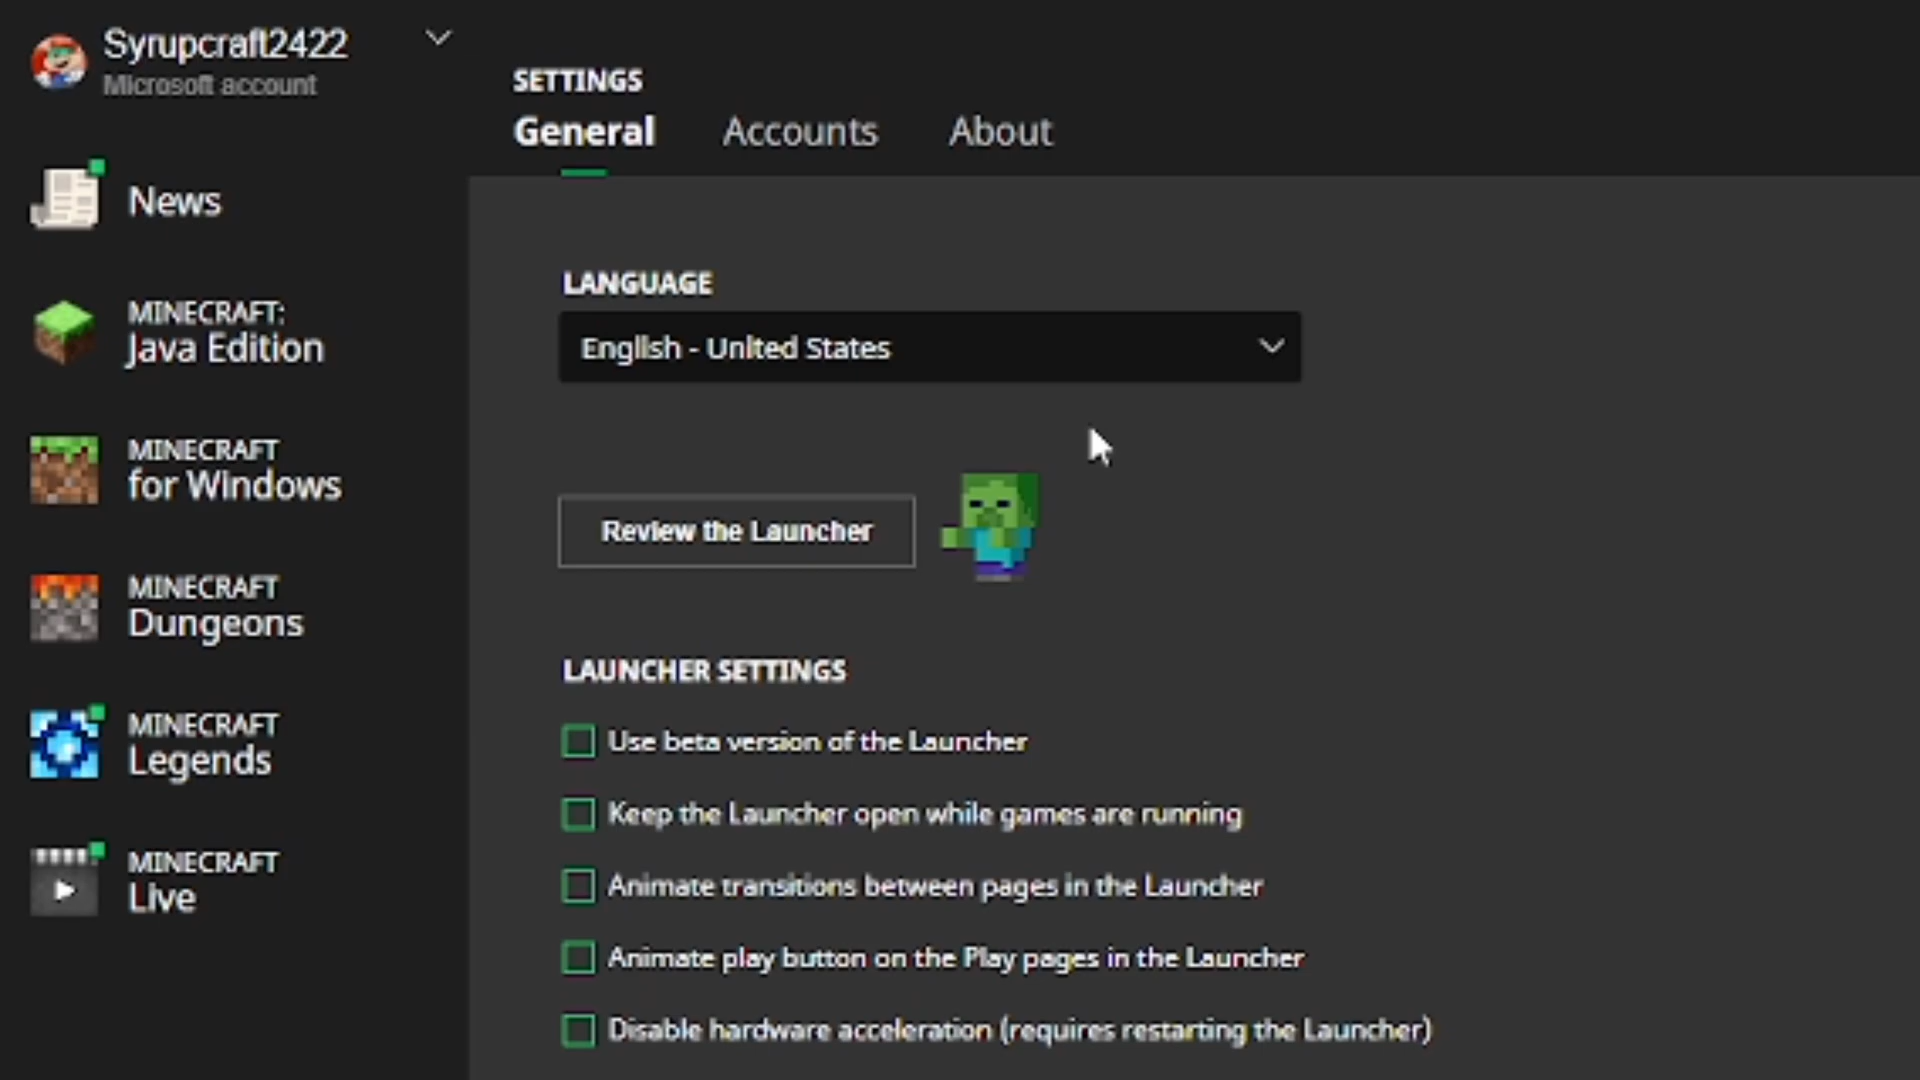 Syrupcraft2422
Microsoft account
News
MINECRAFT:
Java Edition
MINECRAFT
for Windows
MINECRAFT
Dungeons
MINECRAFT
Legends
MINECRAFT
Live
SETTINGS
General Accounts About
LANGUAGE
English - United States
Review the Launcher
LAUNCHER SETTINGS
Use beta version of the Launcher
Keep the Launcher open while games are running
Animate transitions between pages in the Launcher
Animate play button on the Play pages in the Launcher
Disable hardware acceleration (requires restarting the Launcher)